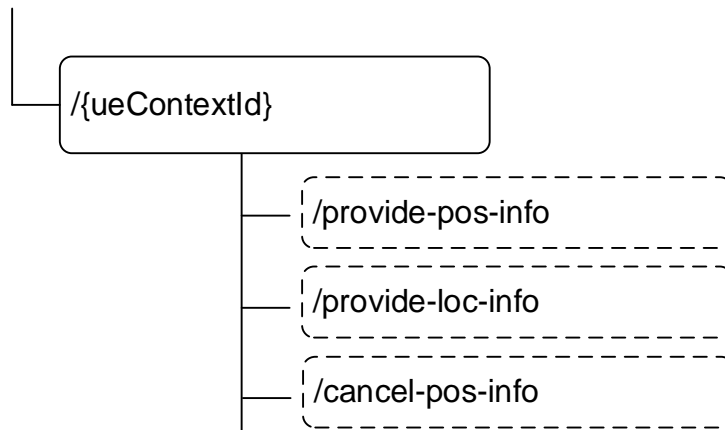 /{ueContextId}
/provide-pos-info
/provide-loc-info
/cancel-pos-info